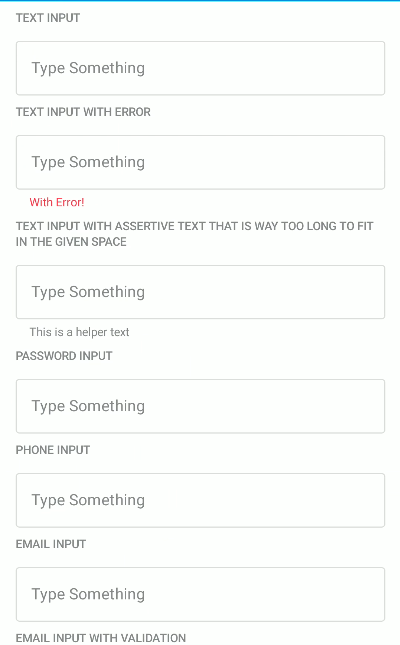 TEXT INPUT
Type Something
TEXT INPUT WITH ERROR
Type Something
With Error!
TEXT INPUT WITH ASSERTIVE TEXT THAT IS WAY TOO LONG TO FIT
IN THE GIVEN SPACE
Type Something
This is a helper text
PASSWORD INPUT
Type Something
PHONE INPUT
Type Something
EMAIL INPUT
Type Something
EMAIL INPUT WITH VALIDATION